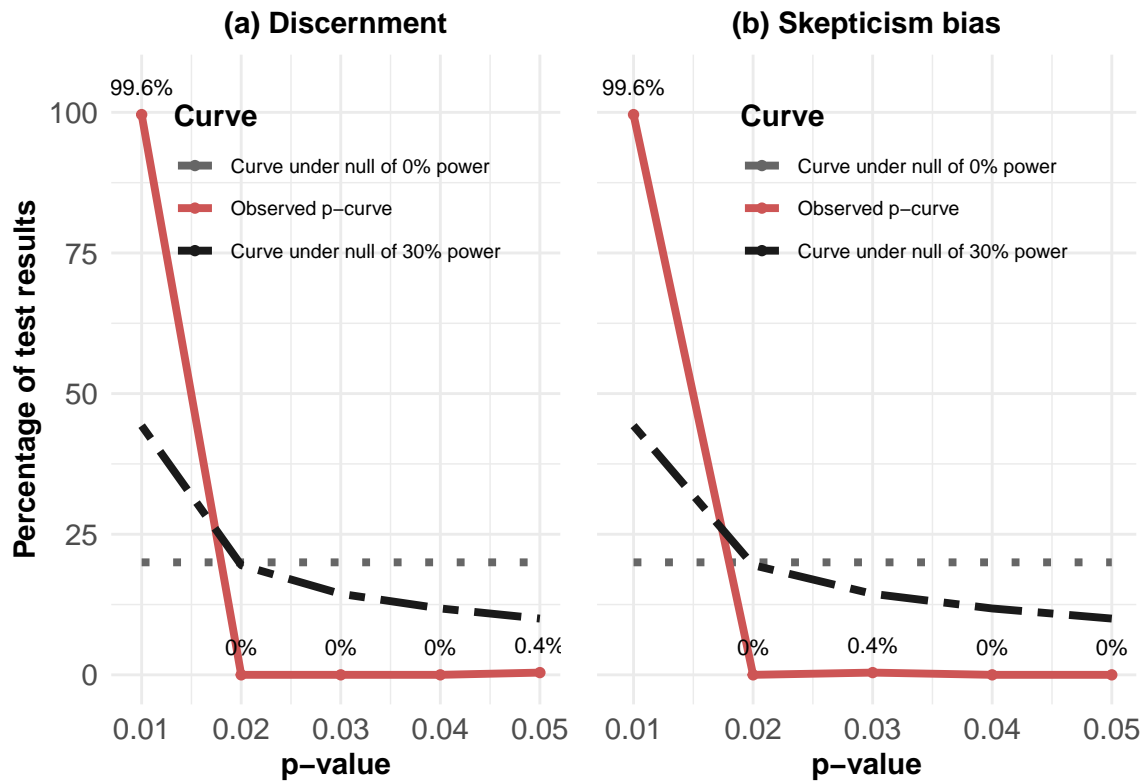 (a) Discernment
(b) Skepticism bias
Percentage of test results
100
75
50
25
0
99.6%
0%
0%
0%
0.4%
Curve
Curve under null of 0% power
Observed p−curve
Curve under null of 30% power
0.01
0.02
0.03
0.04
0.05
p−value
99.6%
0%
0.4%
0%
0%
Curve
Curve under null of 0% power
Observed p−curve
Curve under null of 30% power
0.01
0.02
0.03
0.04
0.05
p−value